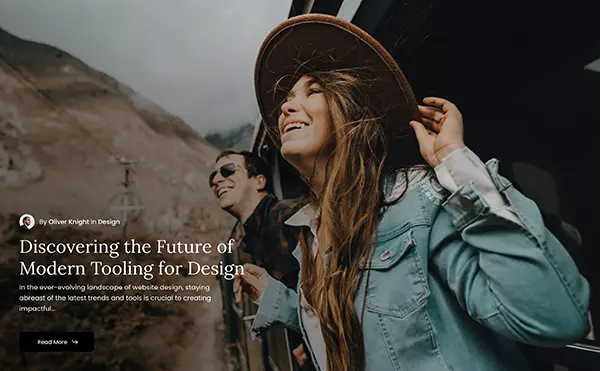 By Oliver Knight In Design
Discovering the Future of
Modern Tooling for Design
In the ever-evolving landscape of website design, staying
abreast of the latest trends and tools is crucial to creating
impactful...
Read More